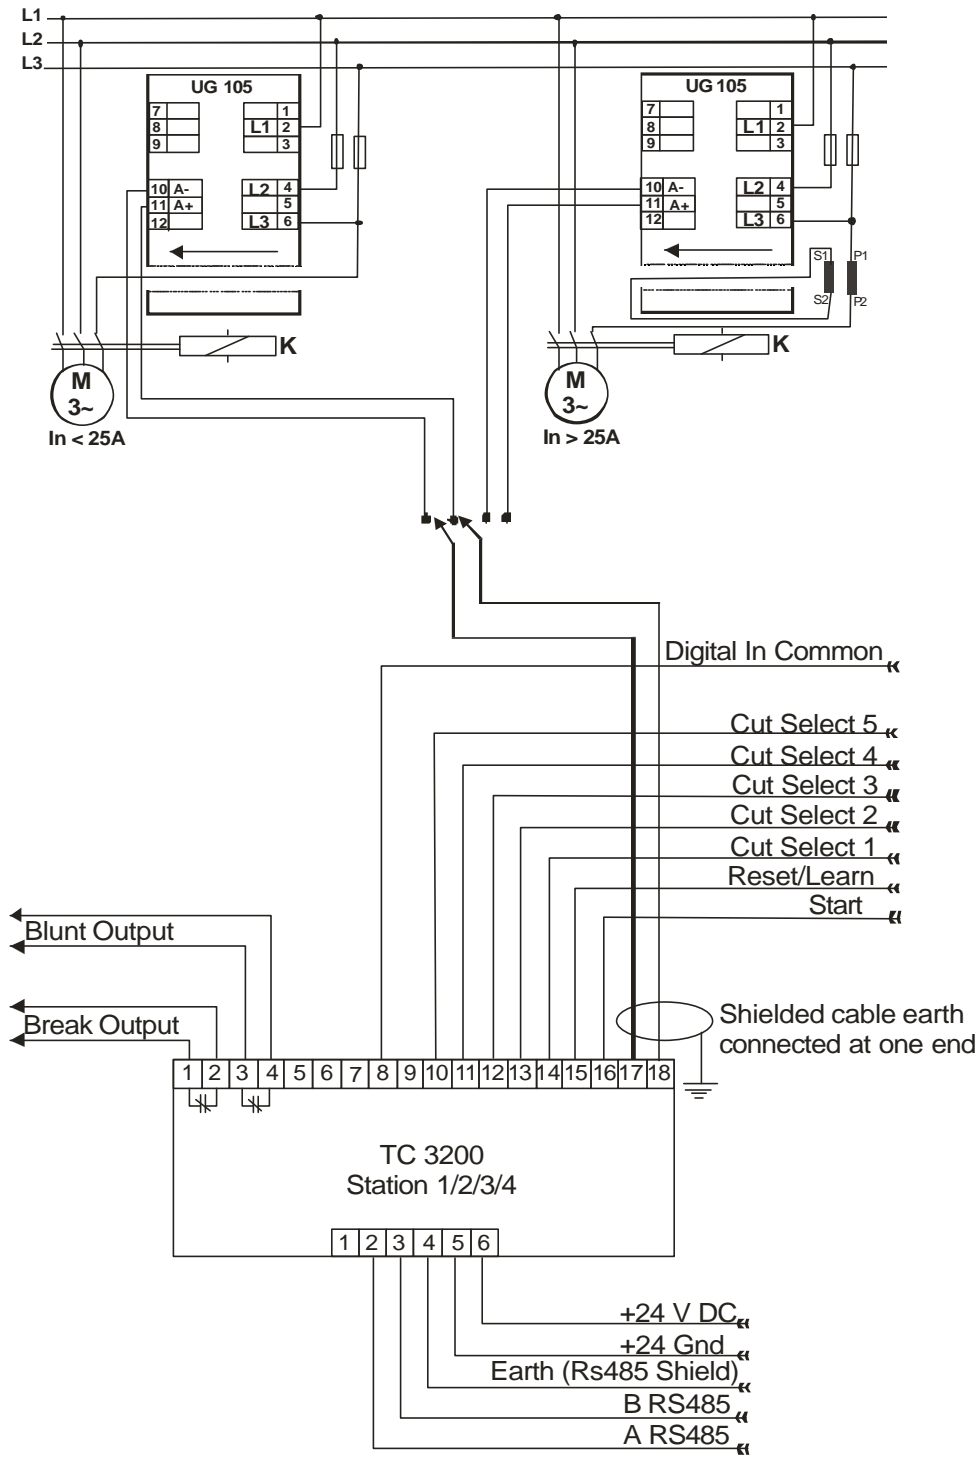 L1
L2
L3
UG 105
7
8
9
1
L1 2
3
10 A-
11 A+
12
L2 4
5
L3 6
K
M
3~
In < 25A
UG 105
7
8
9
1
L1 2
3
10 A-
11 A+
12
L2 4
5
L3 6
S1
P1
S2
P2
K
M
3~
In > 25A
Digital In Common
Cut Select 5
Cut Select 4
Cut Select 3
Cut Select 2
Cut Select 1
Reset/Learn
Start
Blunt Output
Break Output
Shielded cable earth
connected at one end
1 2 3 4 5 6 7 8 9 10 11 12 13 14 15 16 17 18
TC 3200
Station 1/2/3/4
1 2 3 4 5 6
+24 V DC
+24 Gnd
Earth (Rs485 Shield)
B RS485
A RS485